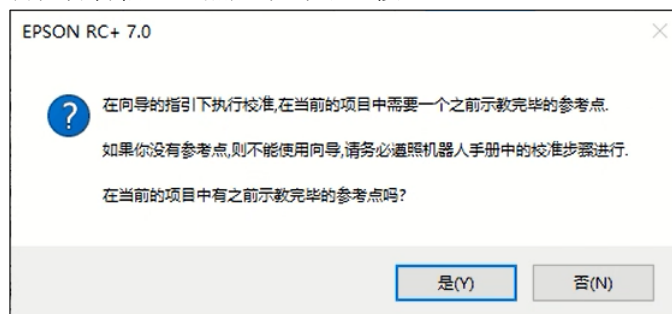 EPSON RC+ 7.0
在向导的指引下执行校准,在当前的项目中需要一个之前示教完毕的参考点.
如果你没有参考点,则不能使用向导,请务必遵照机器人手册中的校准步骤进行.
在当前的项目中有之前示教完毕的参考点吗?
是(Y)
否(N)